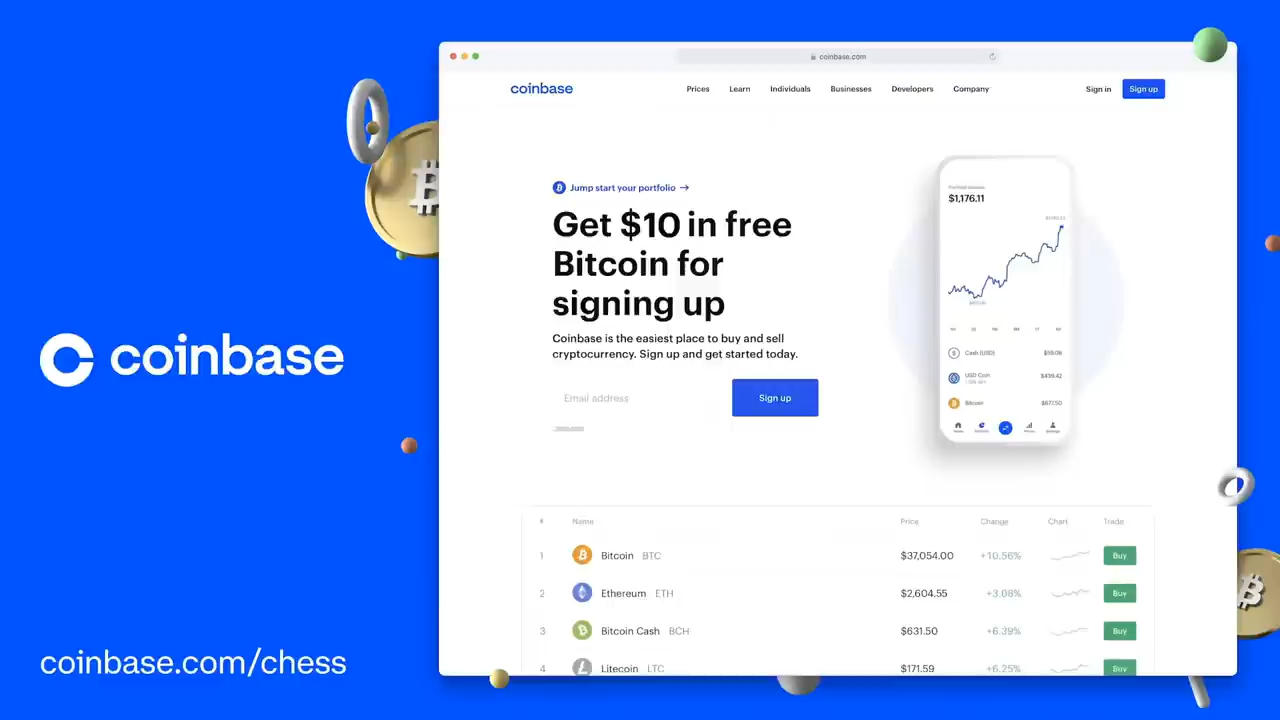 coinbase
coinbase.com/chess
coinbase.com
coinbase
Prices Learn Individuals Businesses Developers Company
Sign in Sign up
Jump start your portfolio →
Get $10 in free
Bitcoin for
signing up
Coinbase is the easiest place to buy and sell
cryptocurrency. Sign up and get started today.
Email address Sign up
$1,176.11
Cash (USD) $59.08
USD Coin $439.42
Bitcoin $677.50
# Name Price Change Chart Trade
1 Bitcoin BTC $37,054.00 +10.56% Buy
2 Ethereum ETH $2,604.55 +3.08% Buy
3 Bitcoin Cash BCH $631.50 +6.39% Buy
4 Litecoin LTC $171.59 +6.25% Buy